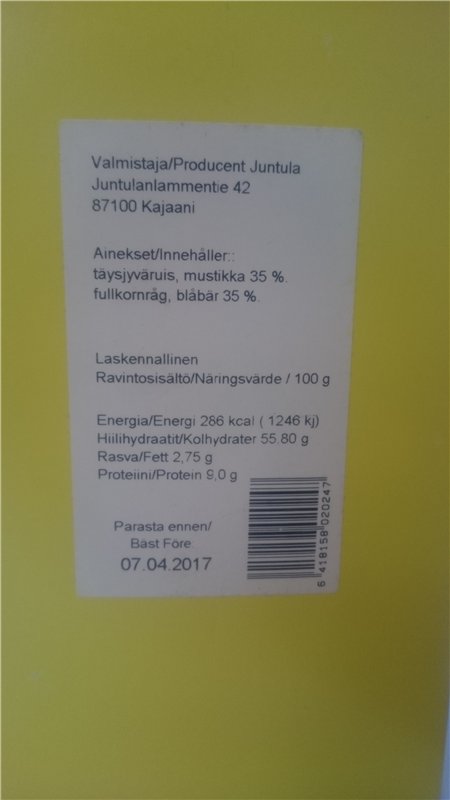 Valmistaja/Producent Juntula
Juntulanlammentie 42
87100 Kajaani
Ainekset/Innehåller::
täysjyväruis, mustikka 35 %.
fullkornråg, blåbär 35 %.
Laskennallinen
Ravintosisältö/Näringsvärde / 100 g
Energia/Energi 286 kcal ( 1246 kj)
Hiilihydraatit/Kolhydrater 55.80 g
Rasva/Fett 2,75 g
Proteiini/Protein 9,0 g
Parasta ennen/
Bäst Före:
07.04.2017
6 418158 020247